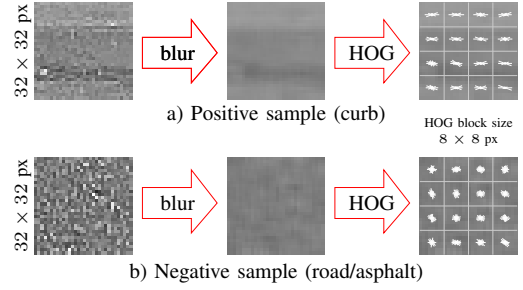 32 × 32 px
blur
HOG
a) Positive sample (curb)
HOG block size
8 × 8 px
32 × 32 px
blur
HOG
b) Negative sample (road/asphalt)